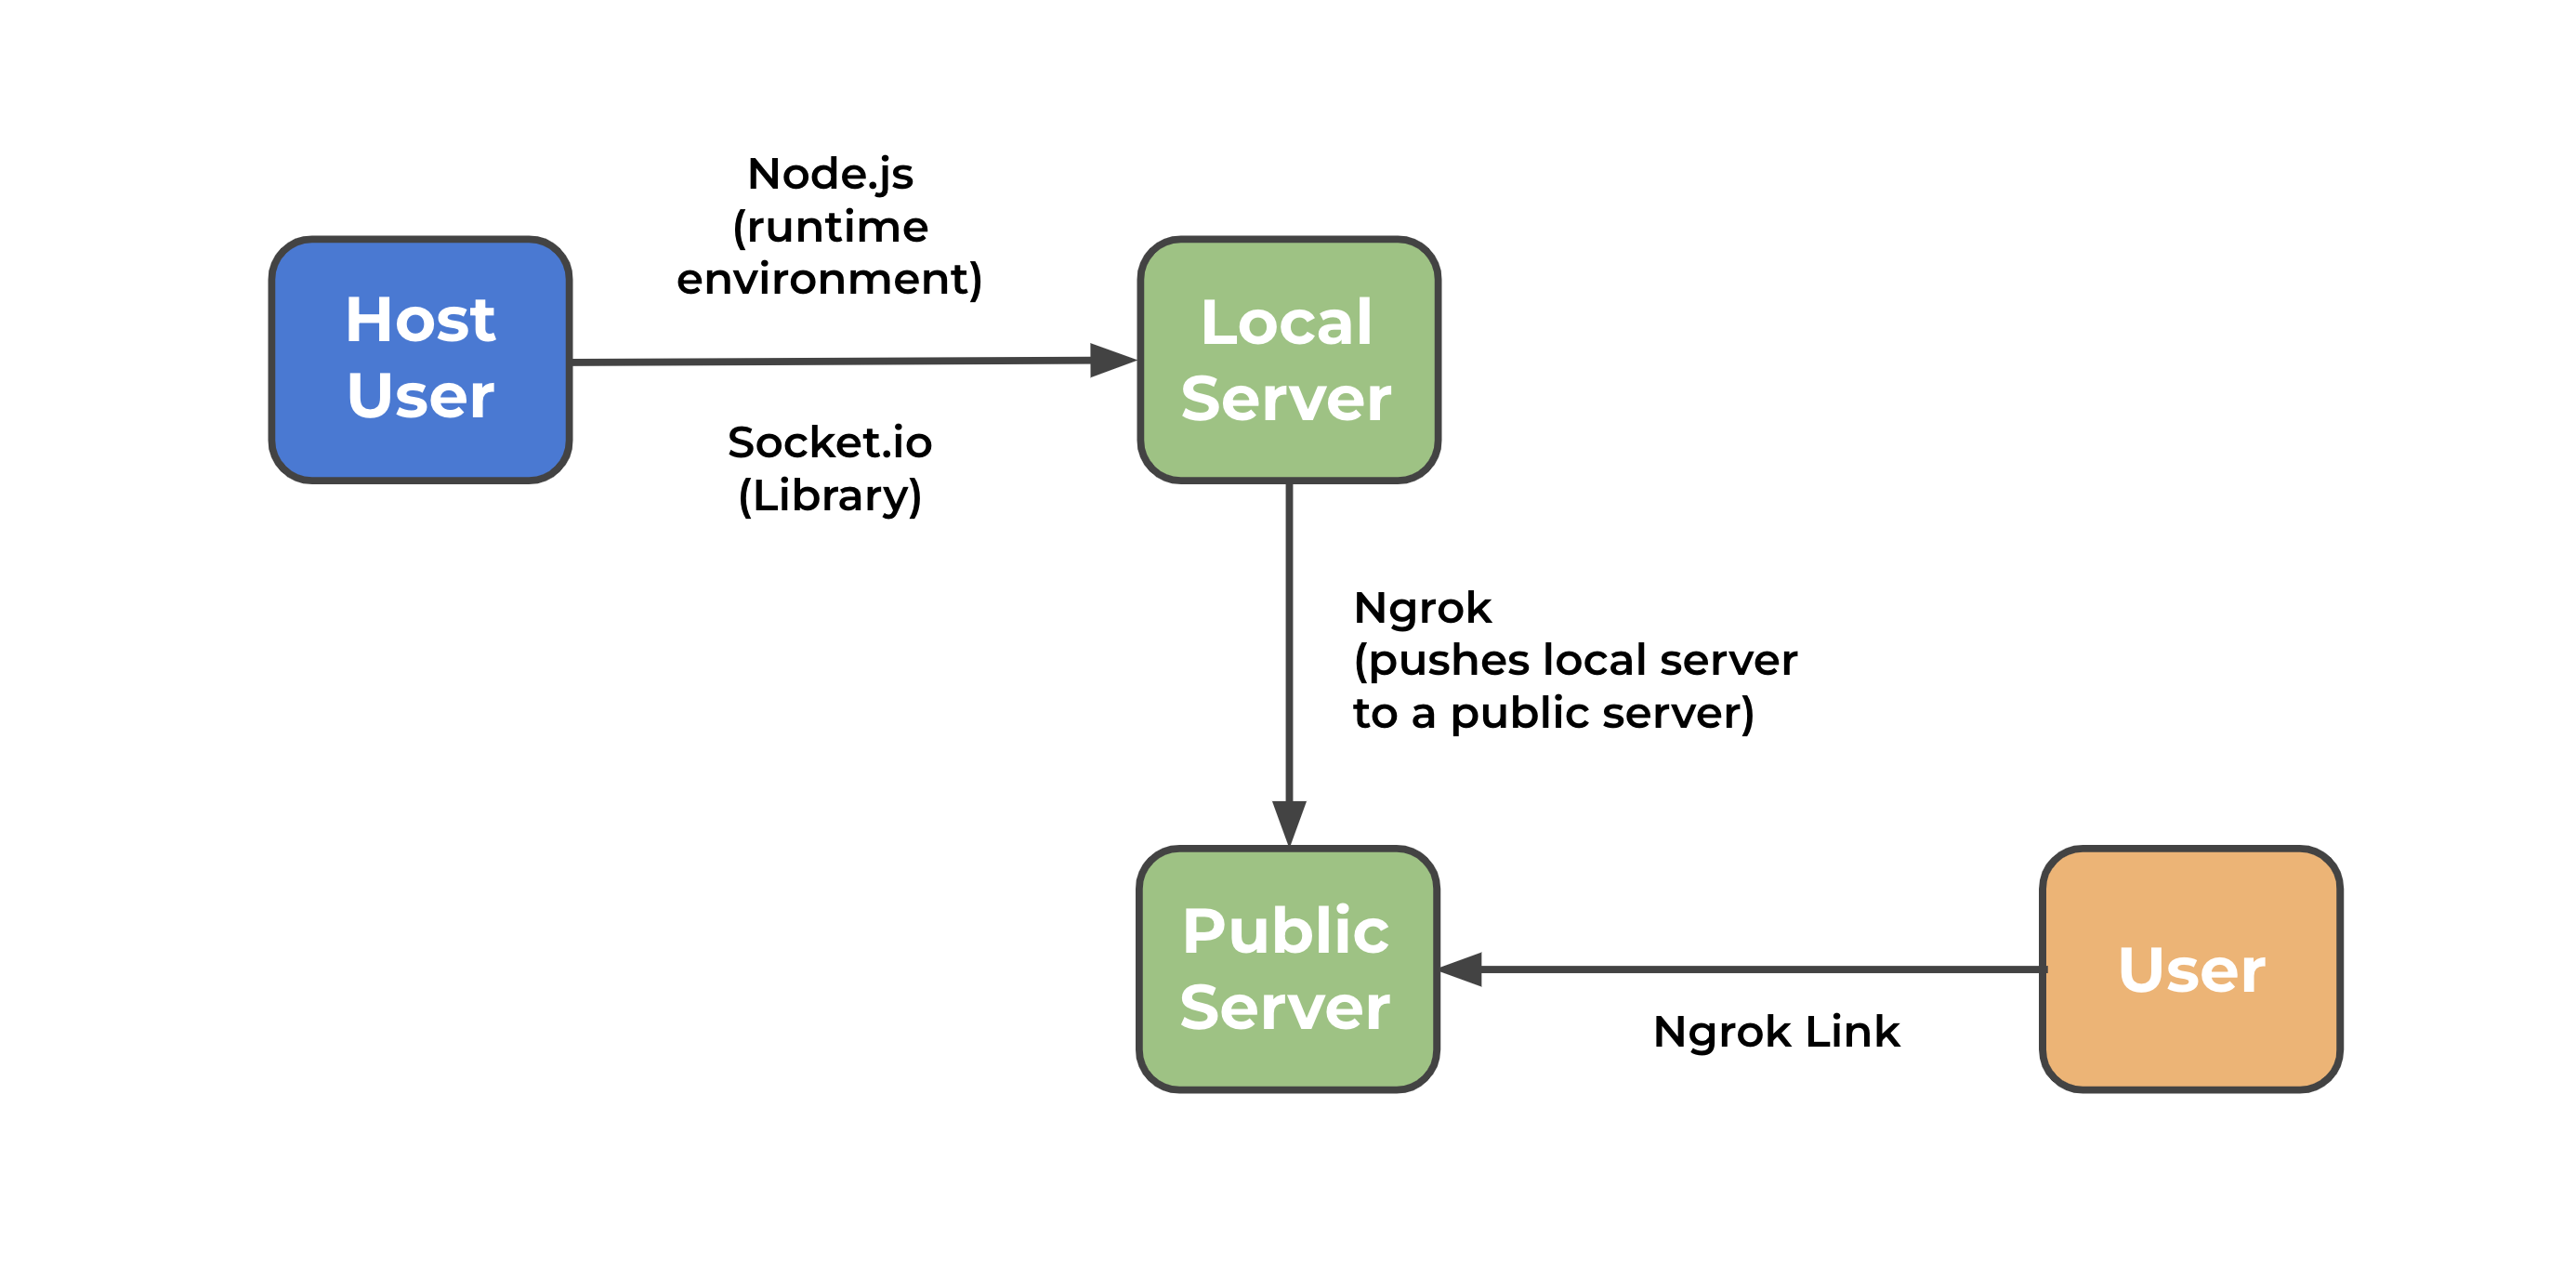 Node.js
(runtime
environment)
Host
User
Local
Server
Socket.io
(Library)
Ngrok
(pushes local server
to a public server)
Public
Server
User
Ngrok Link